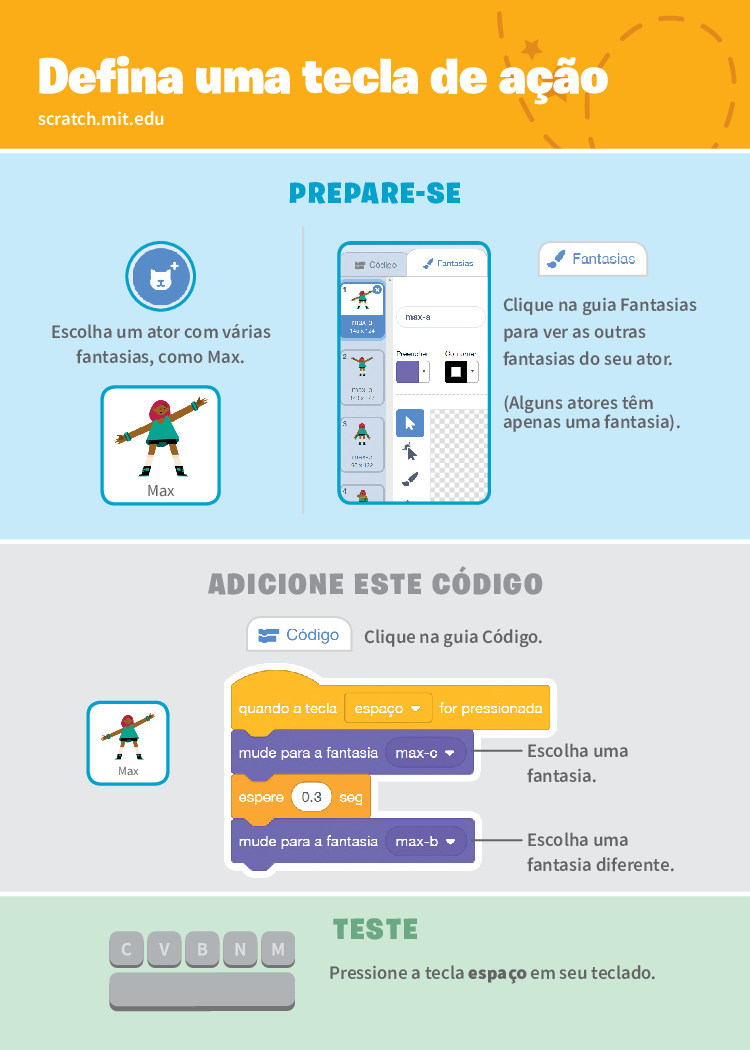 Defina uma tecla de ação
scratch.mit.edu
PREPARE-SE
Escolha um ator com várias
fantasias, como Max.
Max
Código
Fantasias
1
max-a
2
max-b
3
max-c
4
max-a
Preencher
Contornar
Fantasias
Clique na guia Fantasias
para ver as outras
fantasias do seu ator.
(Alguns atores têm
apenas uma fantasia).
ADICIONE ESTE CÓDIGO
Código
Clique na guia Código.
Max
quando a tecla espaço for pressionada
mude para a fantasia max-c
Escolha uma
fantasia.
espere 0.3 seg
mude para a fantasia max-b
Escolha uma
fantasia diferente.
TESTE
C V B N M
Pressione a tecla espaço em seu teclado.